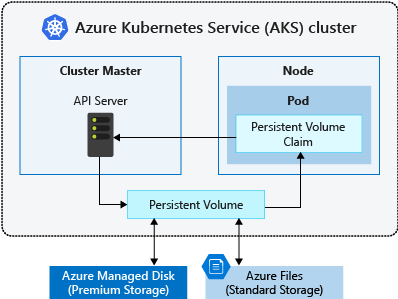 Azure Kubernetes Service (AKS) cluster
Cluster Master
API Server
Node
Pod
Persistent Volume
Claim
Persistent Volume
Azure Managed Disk
(Premium Storage)
Azure Files
(Standard Storage)